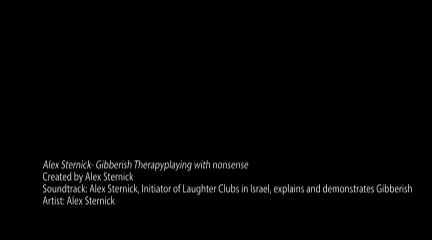 Alex Sternick- Gibberish Therapyplaying with nonsense
Created by Alex Sternick
Soundtrack: Alex Sternick, Initiator of Laughter Clubs in Israel, explains and demonstrates Gibberish
Artist: Alex Sternick